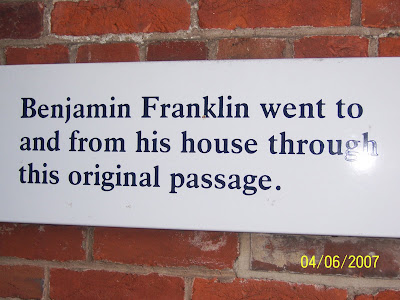 Benjamin Franklin went to
and from his house through
this original passage.
04/06/2007